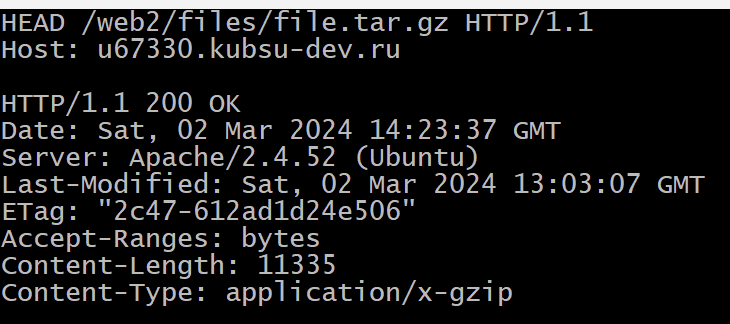 HEAD /web2/files/file.tar.gz HTTP/1.1
Host: u67330.kubsu-dev.ru
HTTP/1.1 200 OK
Date: Sat, 02 Mar 2024 14:23:37 GMT
Server: Apache/2.4.52 (Ubuntu)
Last-Modified: Sat, 02 Mar 2024 13:03:07 GMT
ETag: "2c47-612ad1d24e506"
Accept-Ranges: bytes
Content-Length: 11335
Content-Type: application/x-gzip